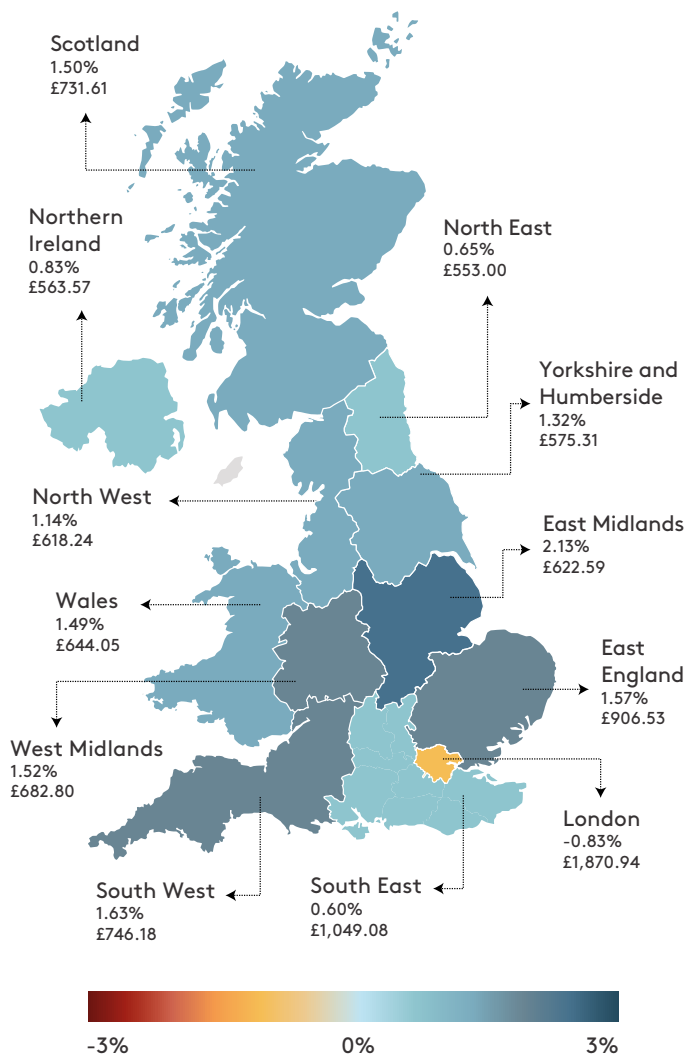 Scotland
1.50%
£731.61
Northern
Ireland
0.83%
£563.57
North East
0.65%
£553.00
Yorkshire and
Humberside
1.32%
£575.31
North West
1.14%
£618.24
East Midlands
2.13%
£622.59
Wales
1.49%
£644.05
East
England
1.57%
£906.53
West Midlands
1.52%
£682.80
London
-0.83%
£1,870.94
South West
1.63%
£746.18
South East
0.60%
£1,049.08
-3%
0%
3%